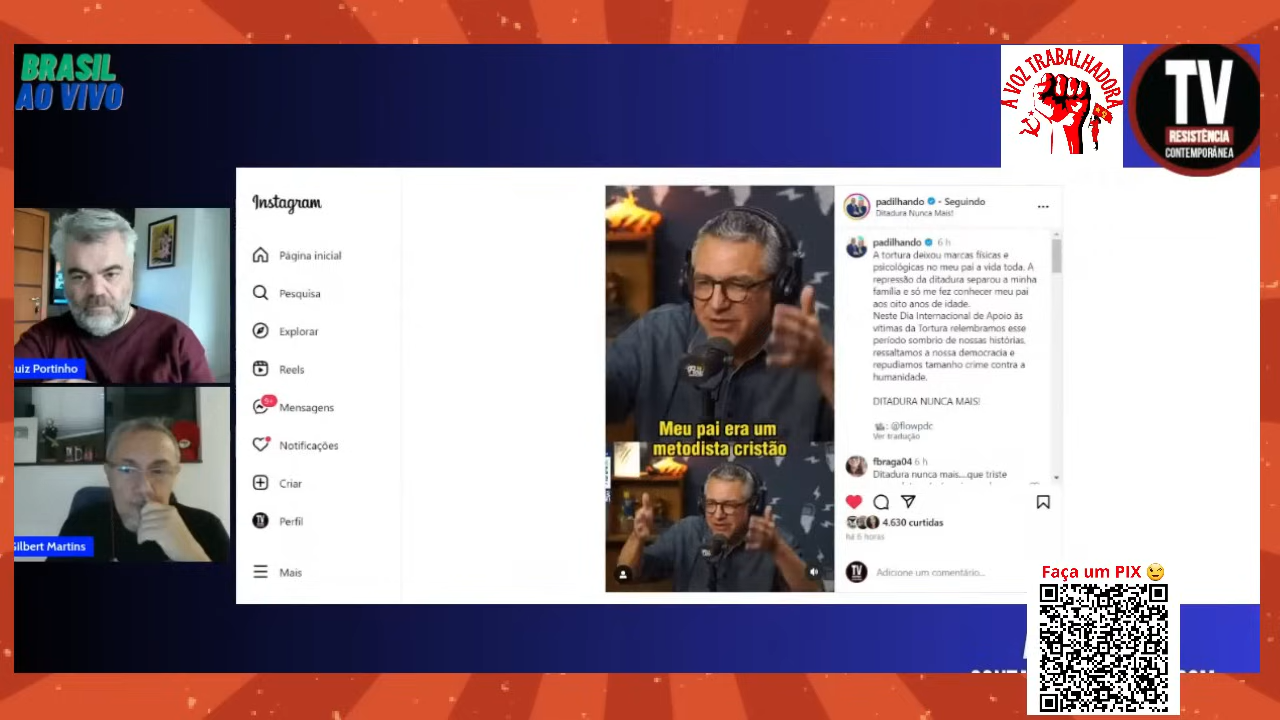 BRASIL
AO VIVO
A VOZ TRABALHADORA
TV
RESISTÊNCIA
CONTEMPORÂNEA
Instagram
Página inicial
Pesquisa
Explorar
Reels
9+
Mensagens
Notificações
Criar
Perfil
Mais
uiz Portinho
ilbert Martins
Meu pai era um
metodista cristão
padilhando • Seguindo
Ditadura Nunca Mais!
padilhando 6 h
A tortura deixou marcas físicas e
psicológicas no meu pai a vida toda. A
repressão da ditadura separou a minha
família e só me fez conhecer meu pai
aos oito anos de idade.
Neste Dia Internacional de Apoio às
vítimas da Tortura relembramos esse
período sombrio de nossas histórias,
ressaltamos a nossa democracia e
repudiamos tamanho crime contra a
humanidade.
DITADURA NUNCA MAIS!
: @flowpdc
Ver tradução
fbraga04 6 h
Ditadura nunca mais....que triste
4.630 curtidas
há 6 horas
TV
Adicione um comentário...
Faça um PIX